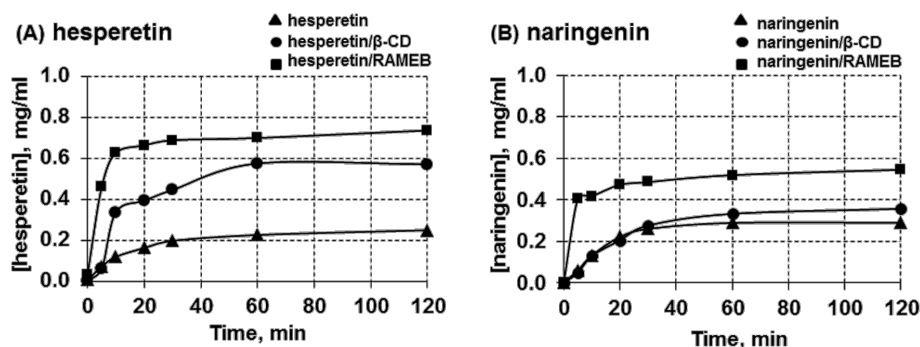 (A) hesperetin
hesperetin
hesperetin/β-CD
hesperetin/RAMEB
[hesperetin], mg/ml
1.0
0.8
0.6
0.4
0.2
0.0
0 20 40 60 80 100 120
Time, min
(B) naringenin
naringenin
naringenin/β-CD
naringenin/RAMEB
[naringenin], mg/ml
1.0
0.8
0.6
0.4
0.2
0.0
0 20 40 60 80 100 120
Time, min